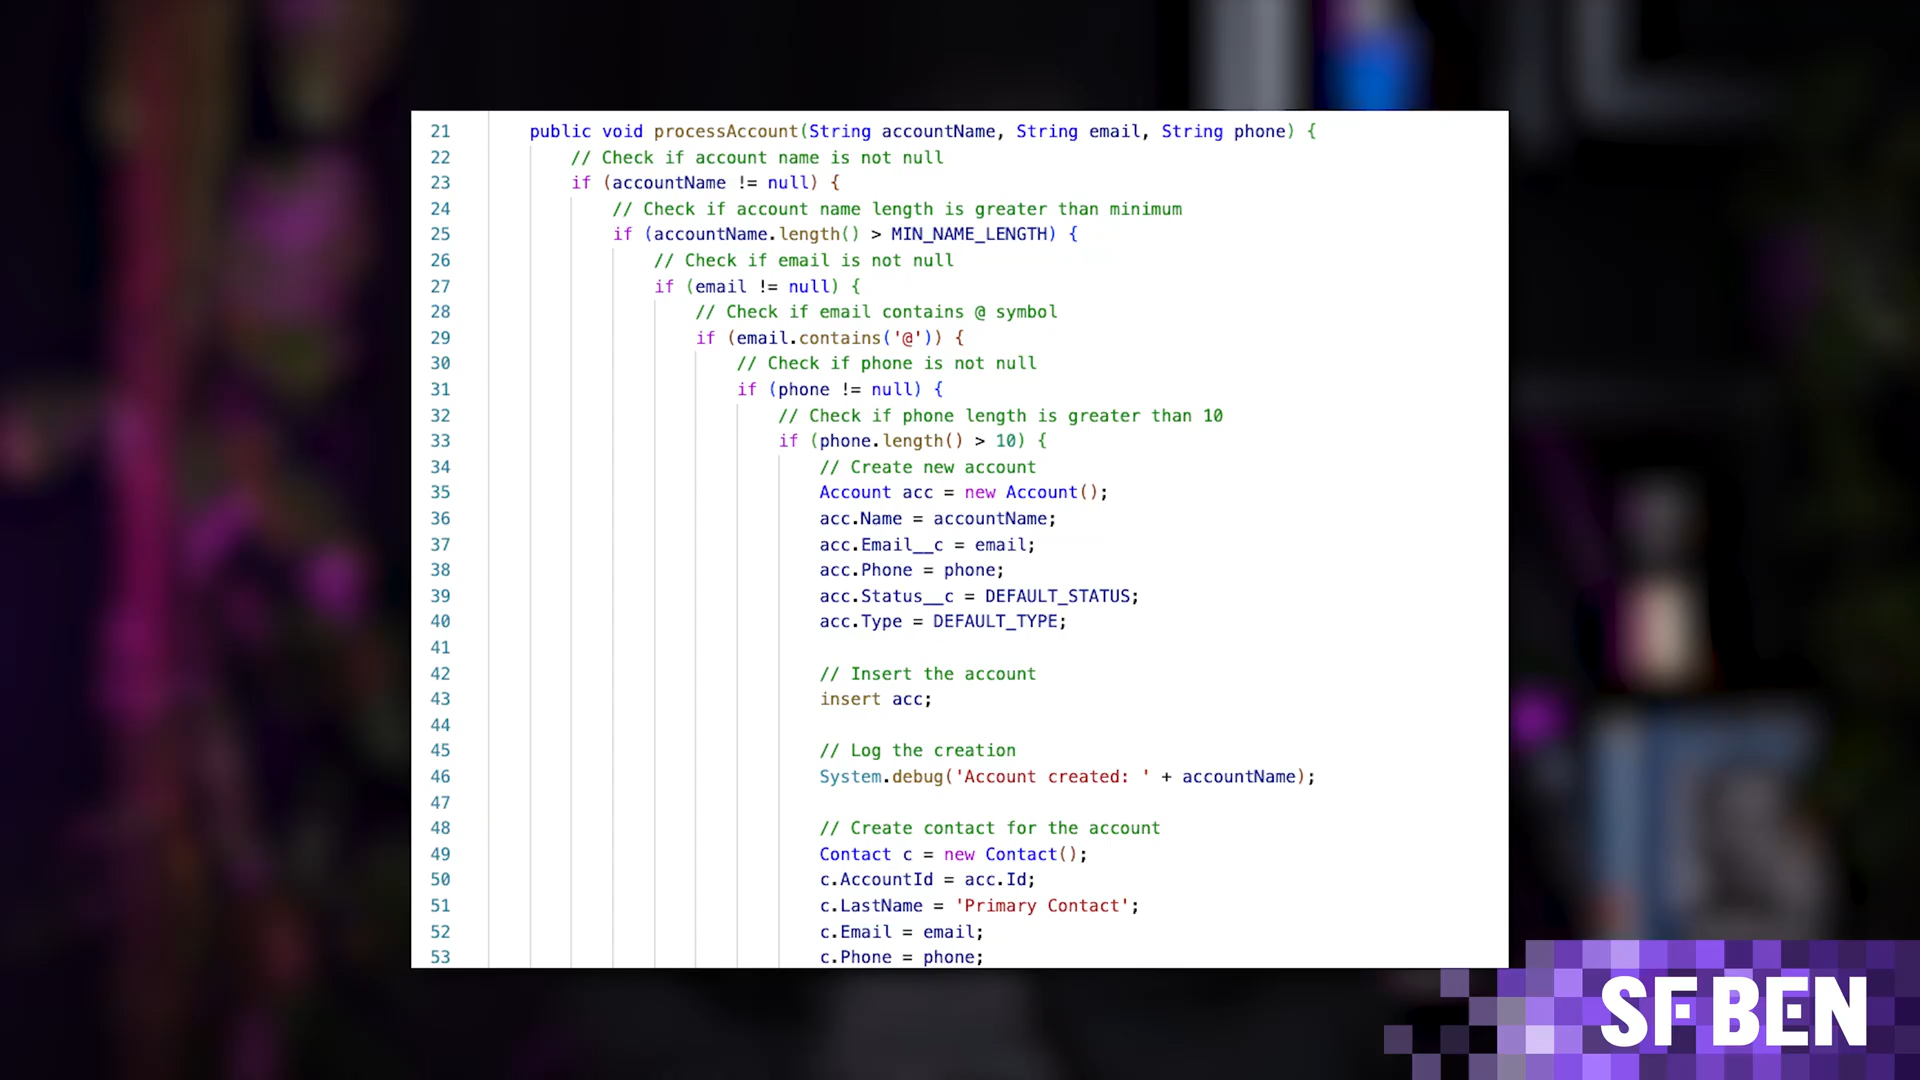 21 public void processAccount(String accountName, String email, String phone) {
22 // Check if account name is not null
23 if (accountName != null) {
24 // Check if account name length is greater than minimum
25 if (accountName.length() > MIN_NAME_LENGTH) {
26 // Check if email is not null
27 if (email != null) {
28 // Check if email contains @ symbol
29 if (email.contains('@')) {
30 // Check if phone is not null
31 if (phone != null) {
32 // Check if phone length is greater than 10
33 if (phone.length() > 10) {
34 // Create new account
35 Account acc = new Account();
36 acc.Name = accountName;
37 acc.Email__c = email;
38 acc.Phone = phone;
39 acc.Status__c = DEFAULT_STATUS;
40 acc.Type = DEFAULT_TYPE;
41
42 // Insert the account
43 insert acc;
44
45 // Log the creation
46 System.debug('Account created: ' + accountName);
47
48 // Create contact for the account
49 Contact c = new Contact();
50 c.AccountId = acc.Id;
51 c.LastName = 'Primary Contact';
52 c.Email = email;
53 c.Phone = phone;
SF BEN